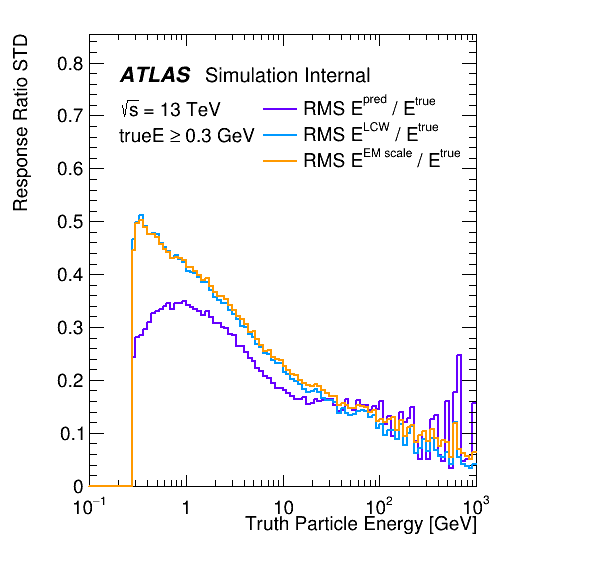 Response Ratio STD
0.8
0.7
0.6
0.5
0.4
0.3
0.2
0.1
0
ATLAS Simulation Internal
√s = 13 TeV
trueE ≥ 0.3 GeV
RMS E^pred / E^true
RMS E^LCW / E^true
RMS E^EM scale / E^true
10^−1 1 10 10^2 10^3
Truth Particle Energy [GeV]